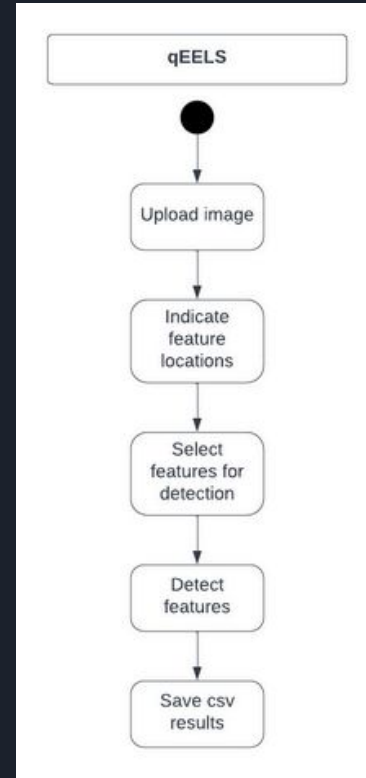 qEELS
Upload image
Indicate
feature
locations
Select
features for
detection
Detect
features
Save csv
results